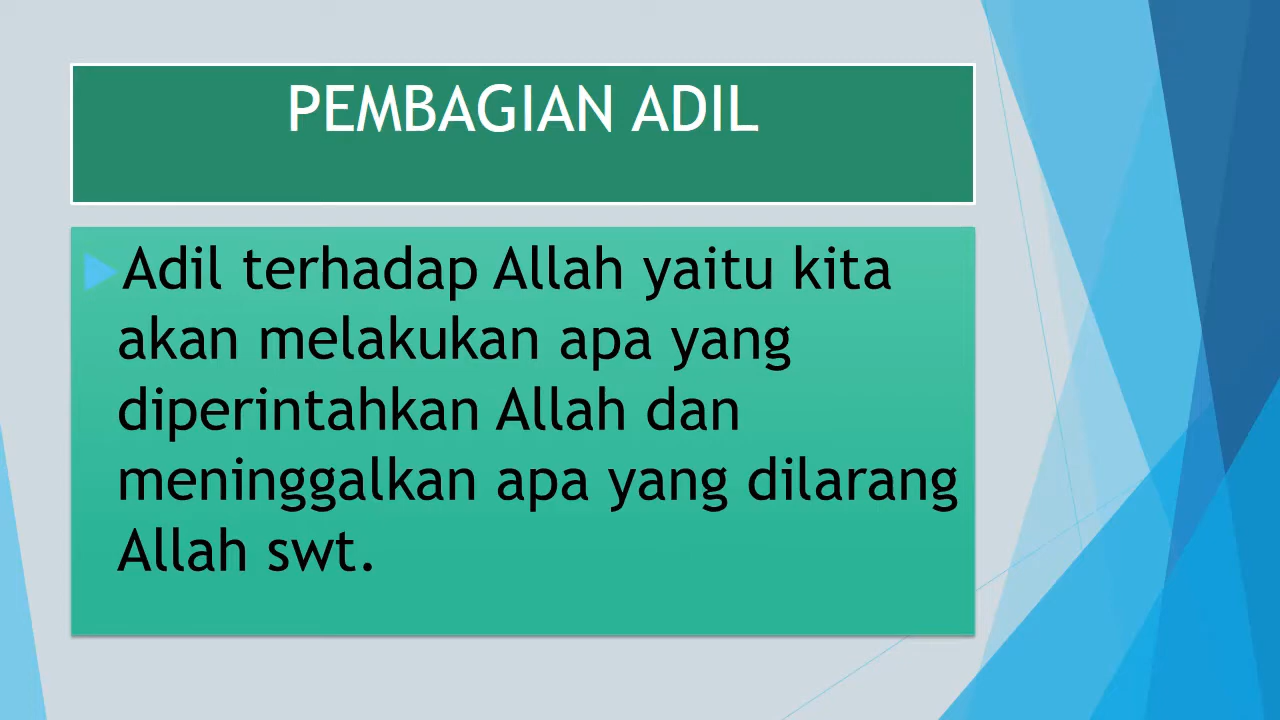 PEMBAGIAN ADIL
Adil terhadap Allah yaitu kita
akan melakukan apa yang
diperintahkan Allah dan
meninggalkan apa yang dilarang
Allah swt.